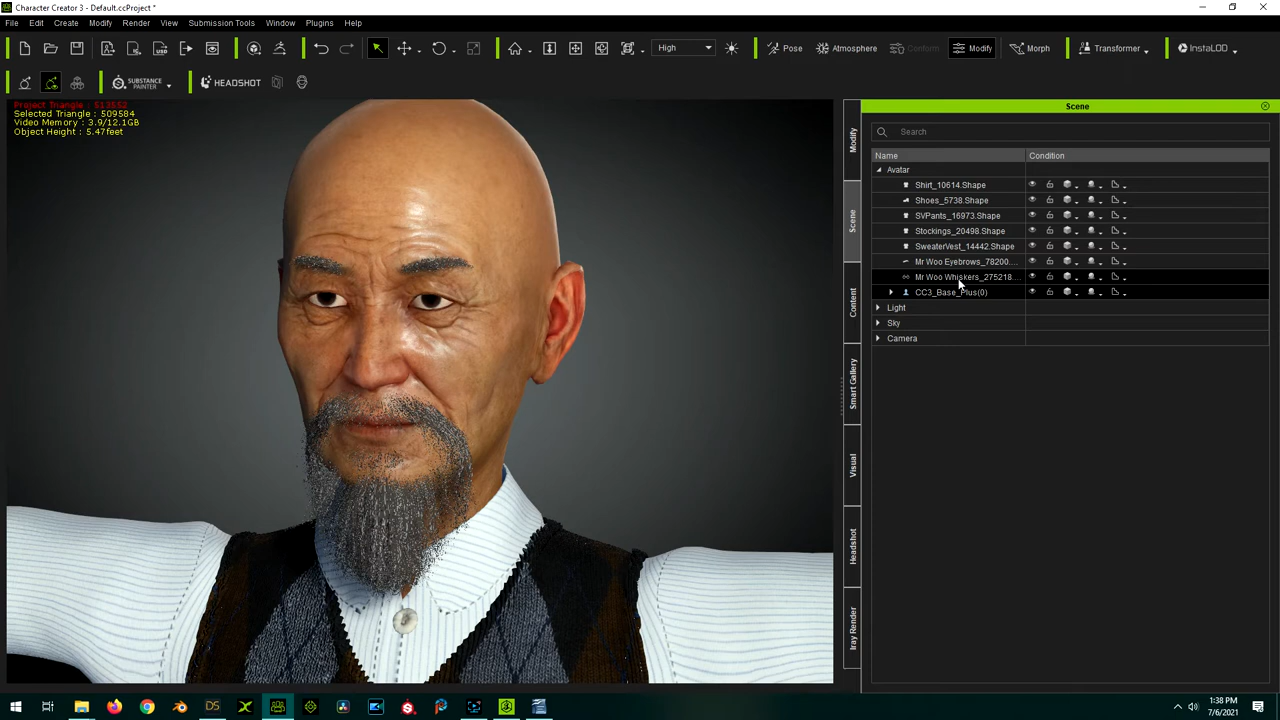 Character Creator 3 - Default.ccProject *
File Edit Create Modify Render View Submission Tools Window Plugins Help
High Pose Atmosphere Conform Modify Morph Transformer InstaLOD
SUBSTANCE PAINTER HEADSHOT
Project Triangle : 513552
Selected Triangle : 509584
Video Memory : 3.9/12.1GB
Object Height : 5.47feet
Modify
Scene
Content
Smart Gallery
Visual
Headshot
Iray Render
Scene
Search
Name Condition
Avatar
Shirt_10614.Shape
Shoes_5738.Shape
SVPants_16973.Shape
Stockings_20498.Shape
SweaterVest_14442.Shape
Mr Woo Eyebrows_78200...
Mr Woo Whiskers_275218...
CC3_Base_Plus(0)
Light
Sky
Camera
DS
1:38 PM
7/6/2021